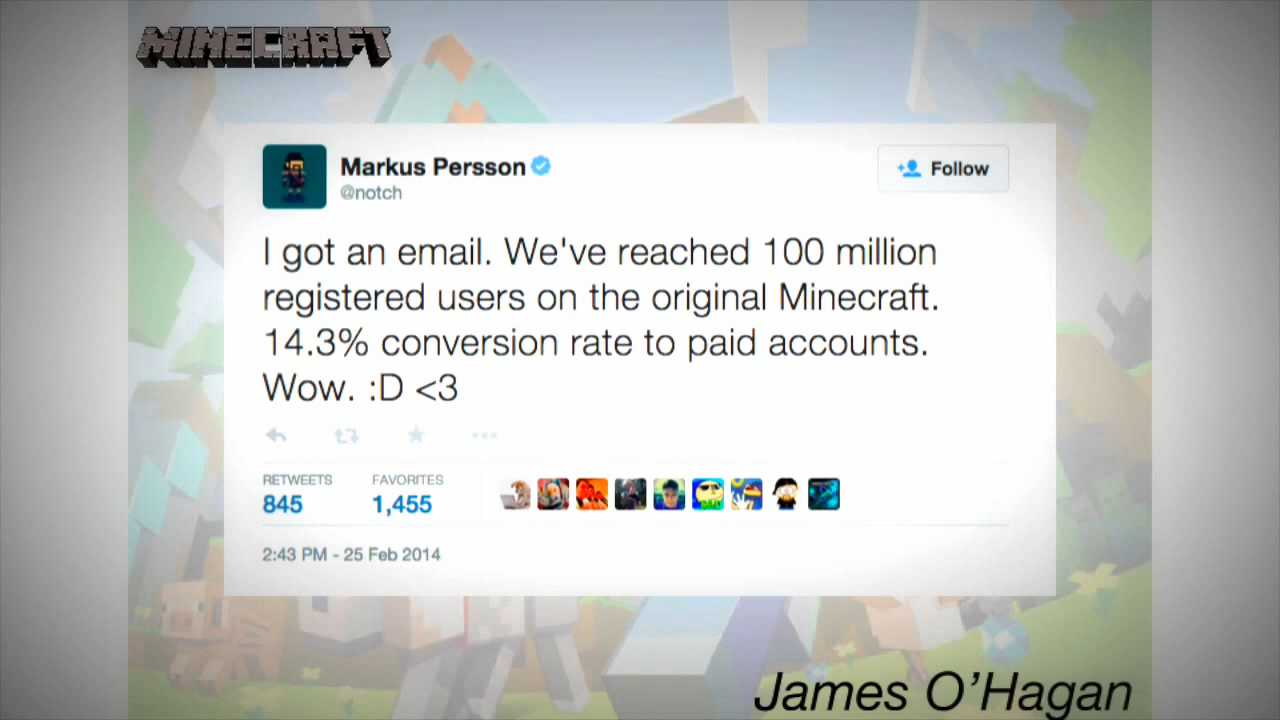 MINECRAFT
Markus Persson
@notch
Follow
I got an email. We've reached 100 million
registered users on the original Minecraft.
14.3% conversion rate to paid accounts.
Wow. :D <3
RETWEETS FAVORITES
845 1,455
2:43 PM - 25 Feb 2014
James O’Hagan